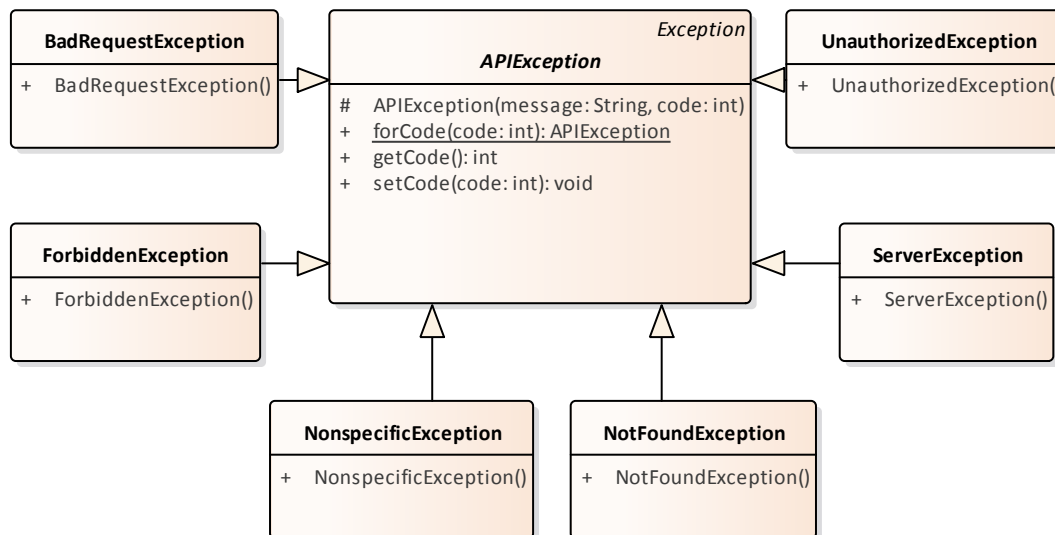 BadRequestException
+ BadRequestException()
Exception
APIException
# APIException(message: String, code: int)
+ forCode(code: int): APIException
+ getCode(): int
+ setCode(code: int): void
UnauthorizedException
+ UnauthorizedException(
ForbiddenException
+ ForbiddenException()
ServerException
+ ServerException()
NonspecificException
+ NonspecificException()
NotFoundException
+ NotFoundException()